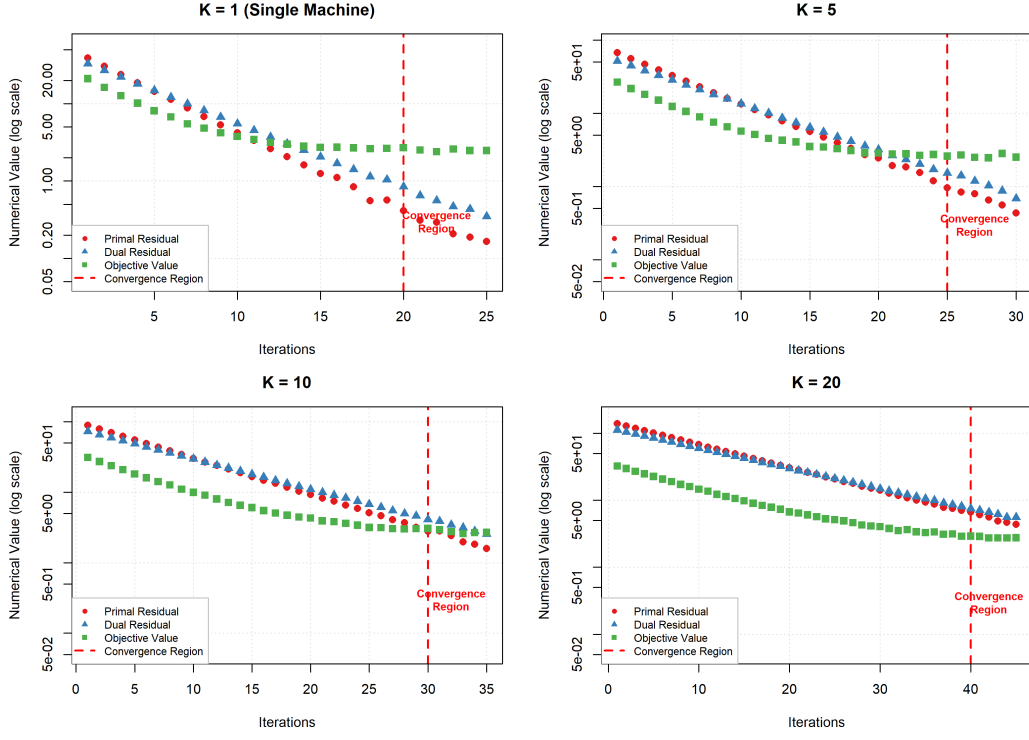 K = 1 (Single Machine)
Numerical Value (log scale)
20.00
5.00
1.00
0.20
0.05
Convergence
Region
Primal Residual
Dual Residual
Objective Value
Convergence Region
5
10
15
20
25
Iterations
K = 5
Numerical Value (log scale)
5e+01
5e+00
5e-01
5e-02
Convergence
Region
Primal Residual
Dual Residual
Objective Value
Convergence Region
0
5
10
15
20
25
30
Iterations
K = 10
Numerical Value (log scale)
5e+01
5e+00
5e-01
5e-02
Convergence
Region
Primal Residual
Dual Residual
Objective Value
Convergence Region
0
5
10
15
20
25
30
35
Iterations
K = 20
Numerical Value (log scale)
5e+01
5e+00
5e-01
5e-02
Convergence
Region
Primal Residual
Dual Residual
Objective Value
Convergence Region
0
10
20
30
40
Iterations